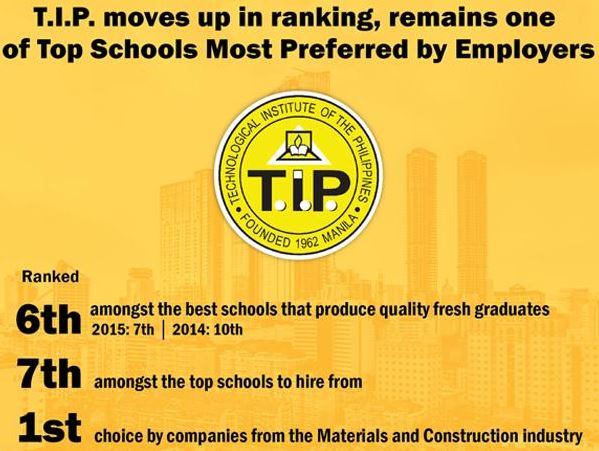 T.I.P. moves up in ranking, remains one
of Top Schools Most Preferred by Employers
TECHNOLOGICAL INSTITUTE OF THE PHILIPPINES
T.I.P.
• FOUNDED 1962 MANILA •
Ranked
6th amongst the best schools that produce quality fresh graduates
2015: 7th | 2014: 10th
7th amongst the top schools to hire from
1st choice by companies from the Materials and Construction industry